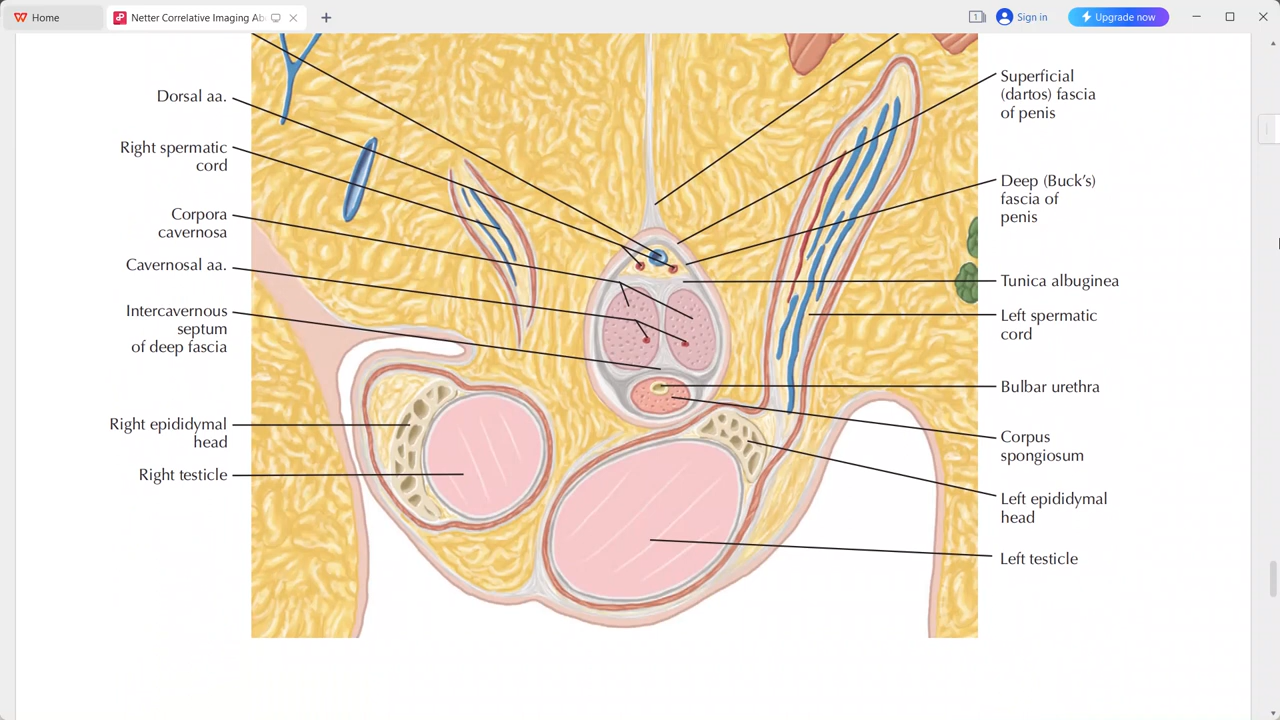 Home
Netter Correlative Imaging Ab
1
Sign in
Upgrade now
Dorsal aa.
Right spermatic
cord
Corpora
cavernosa
Cavernosal aa.
Intercavernous
septum
of deep fascia
Right epididymal
head
Right testicle
Superficial
(dartos) fascia
of penis
Deep (Buck's)
fascia of
penis
Tunica albuginea
Left spermatic
cord
Bulbar urethra
Corpus
spongiosum
Left epididymal
head
Left testicle